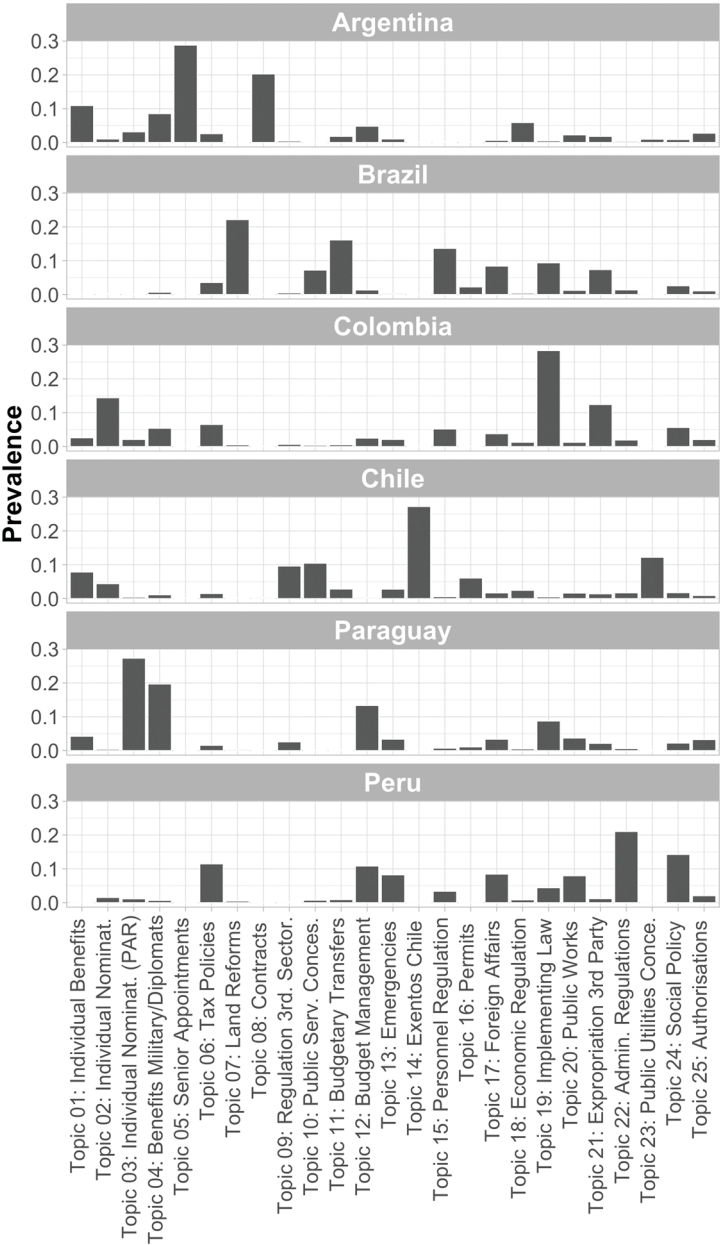 Argentina
0.3
0.2
0.1
0.0
Brazil
0.3
0.2
0.1
0.0
Colombia
0.3
0.2
0.1
0.0
Prevalence
Chile
0.3
0.2
0.1
0.0
Paraguay
0.3
0.2
0.1
0.0
Peru
0.3
0.2
0.1
0.0
Topic 01: Individual Benefits
Topic 02: Individual Nominat.
Topic 03: Individual Nominat. (PAR)
Topic 04: Benefits Military/Diplomats
Topic 05: Senior Appointments
Topic 06: Tax Policies
Topic 07: Land Reforms
Topic 08: Contracts
Topic 09: Regulation 3rd. Sector.
Topic 10: Public Serv. Conces.
Topic 11: Budgetary Transfers
Topic 12: Budget Management
Topic 13: Emergencies
Topic 14: Exentos Chile
Topic 15: Personnel Regulation
Topic 16: Permits
Topic 17: Foreign Affairs
Topic 18: Economic Regulation
Topic 19: Implementing Law
Topic 20: Public Works
Topic 21: Expropriation 3rd Party
Topic 22: Admin. Regulations
Topic 23: Public Utilities Conce.
Topic 24: Social Policy
Topic 25: Authorisations